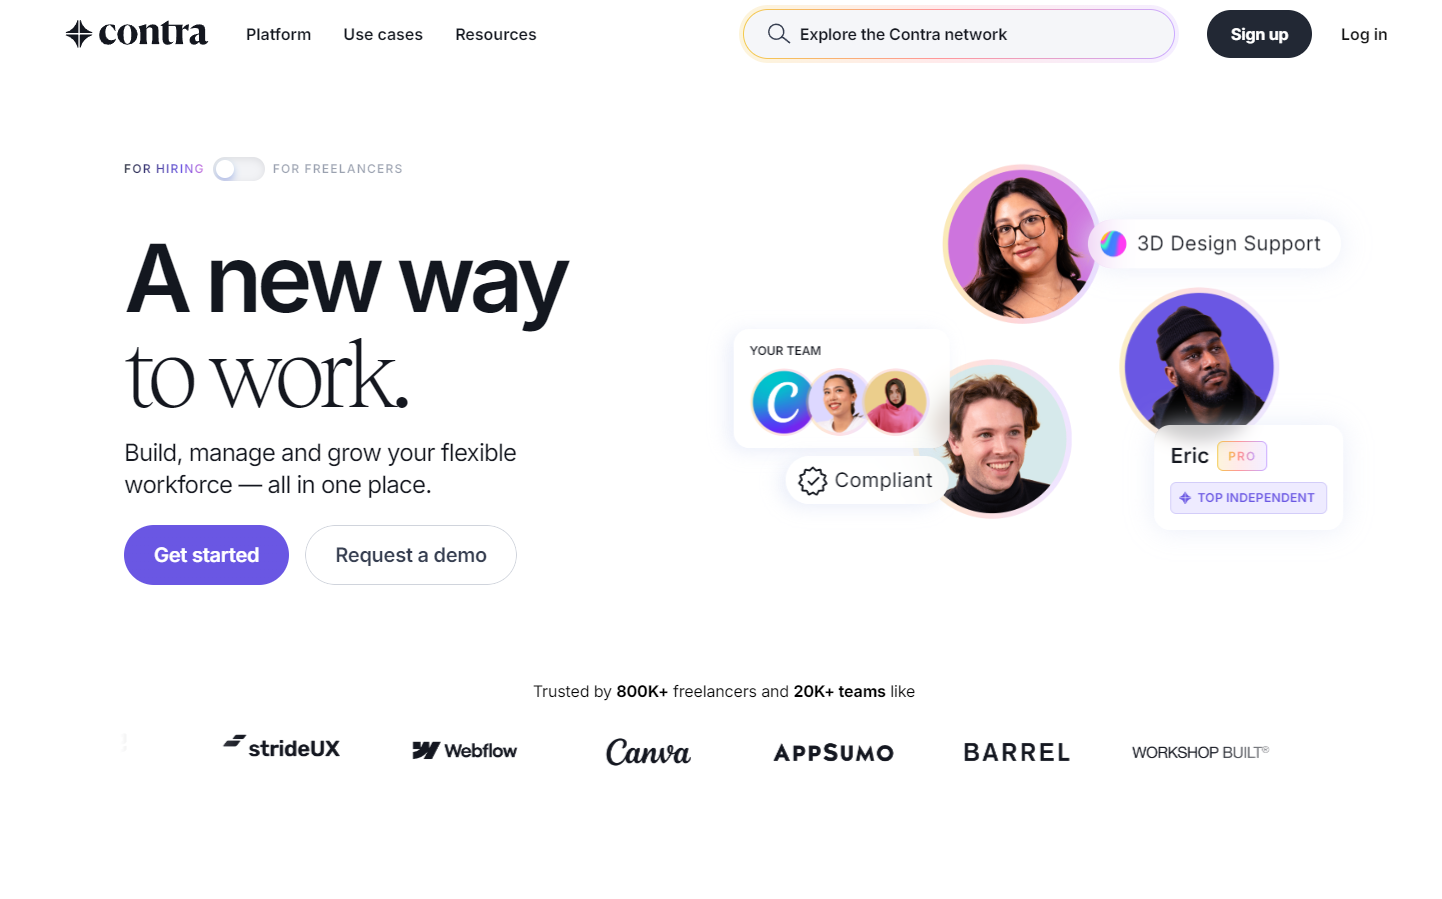 contra
Platform
Use cases
Resources
Explore the Contra network
Sign up
Log in
FOR HIRING
FOR FREELANCERS
A new way
to work.
Build, manage and grow your flexible
workforce — all in one place.
Get started
Request a demo
3D Design Support
YOUR TEAM
C
Compliant
Eric PRO
TOP INDEPENDENT
Trusted by 800K+ freelancers and 20K+ teams like
strideUX
Webflow
Canva
APPSUMO
BARREL
WORKSHOP BUILT®